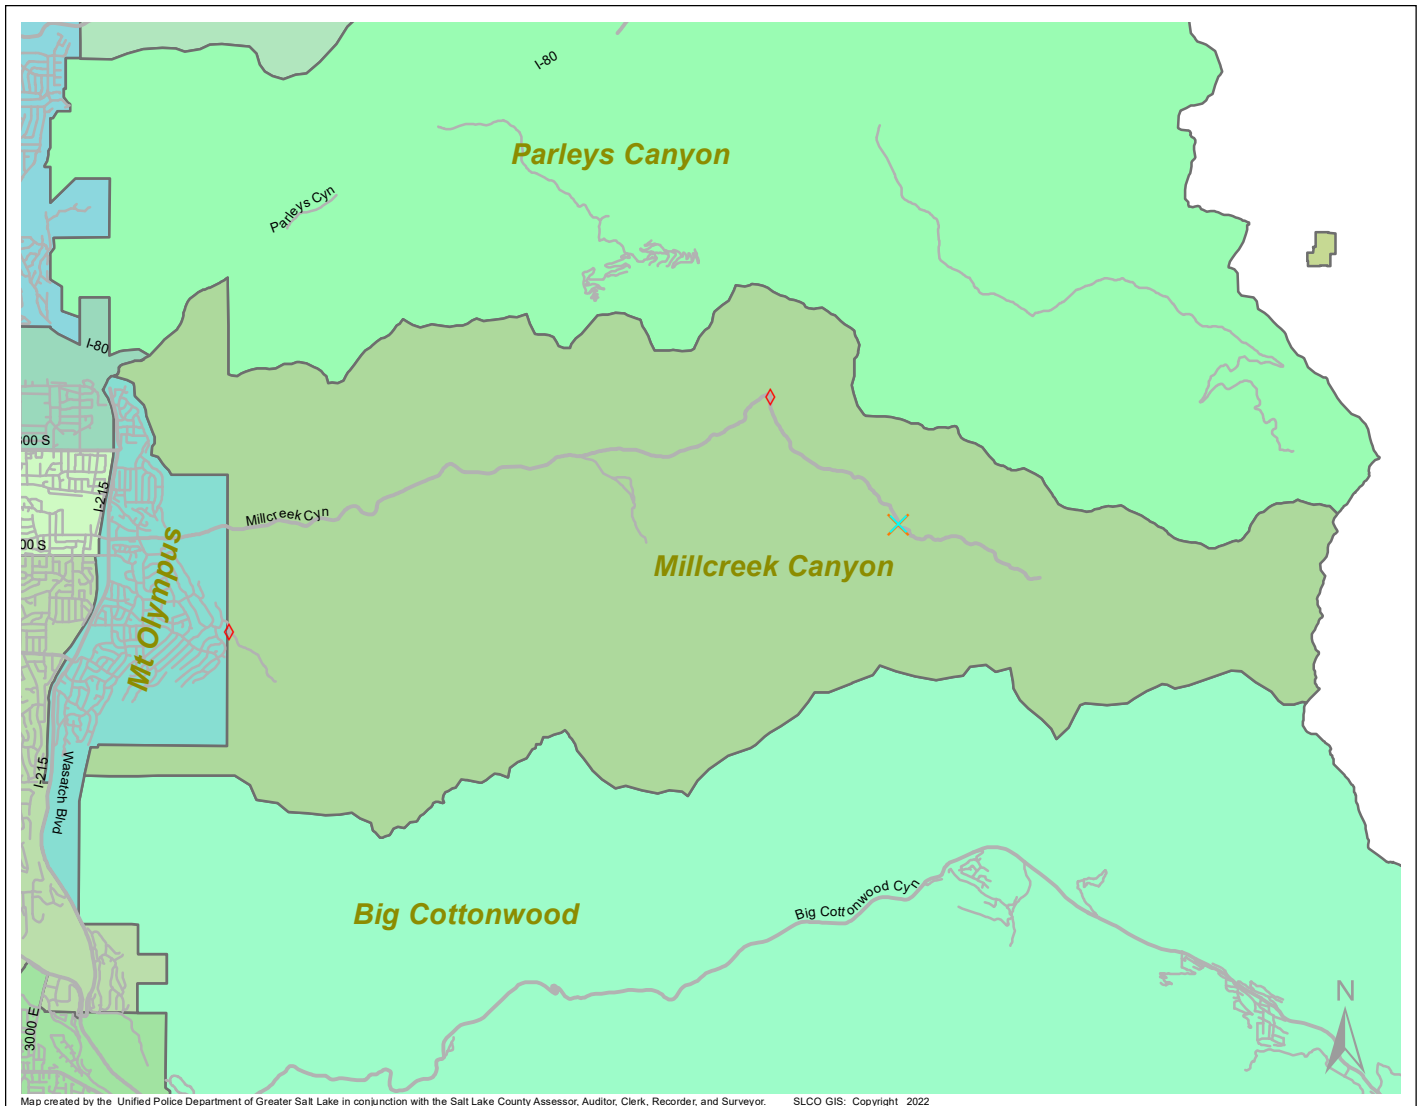 I-80
Parleys Canyon
Parleys Cyn
I-80
00 S
I-215
Millcreek Cyn
00 S
Millcreek Canyon
Mt Olympus
I-215
Wasatch Blvd
Big Cottonwood Cyn
Big Cottonwood
N
3000 E
Map created by the Unified Police Department of Greater Salt Lake in conjunction with the Salt Lake County Assessor, Auditor, Clerk, Recorder, and Surveyor. SLCO GIS: Copyright 2022